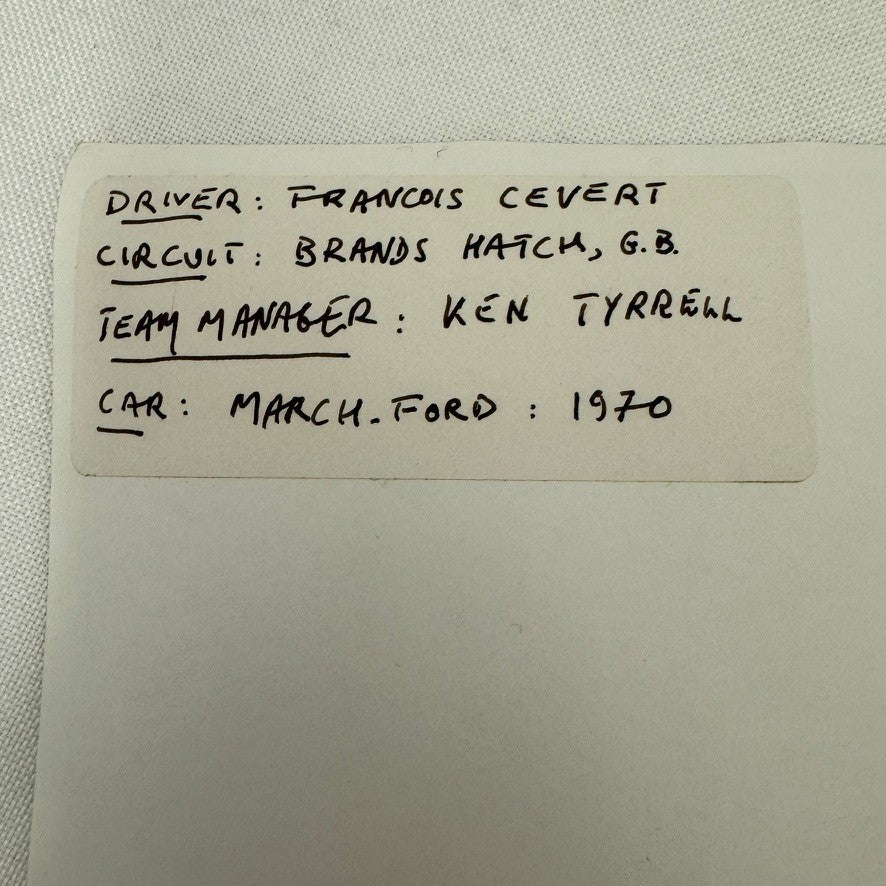 DRIVER: FRANCOIS CEVERT
CIRCUIT: BRANDS HATCH, G.B.
TEAM MANAGER: KEN TYRRELL
CAR: MARCH-FORD: 1970